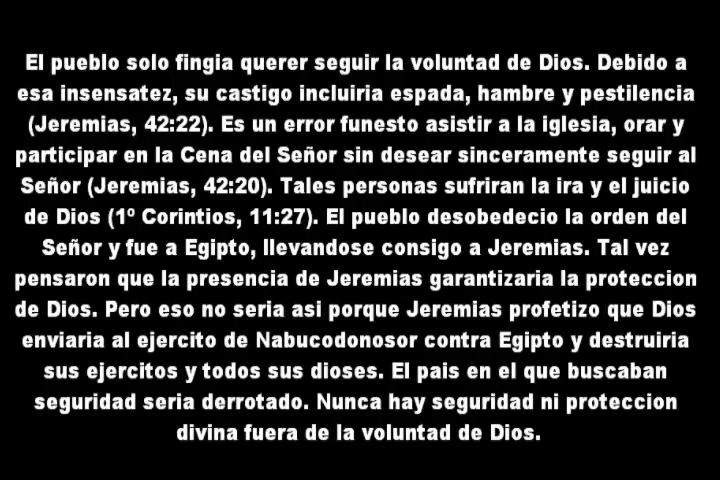 El pueblo solo fingia querer seguir la voluntad de Dios. Debido a
esa insensatez, su castigo incluiria espada, hambre y pestilencia
(Jeremias, 42:22). Es un error funesto asistir a la iglesia, orar y
participar en la Cena del Señor sin desear sinceramente seguir al
Señor (Jeremias, 42:20). Tales personas sufriran la ira y el juicio
de Dios (1º Corintios, 11:27). El pueblo desobedecio la orden del
Señor y fue a Egipto, llevandose consigo a Jeremias. Tal vez
pensaron que la presencia de Jeremias garantizaria la proteccion
de Dios. Pero eso no seria asi porque Jeremias profetizo que Dios
enviaria al ejercito de Nabucodonosor contra Egipto y destruiria
sus ejercitos y todos sus dioses. El pais en el que buscaban
seguridad seria derrotado. Nunca hay seguridad ni proteccion
divina fuera de la voluntad de Dios.